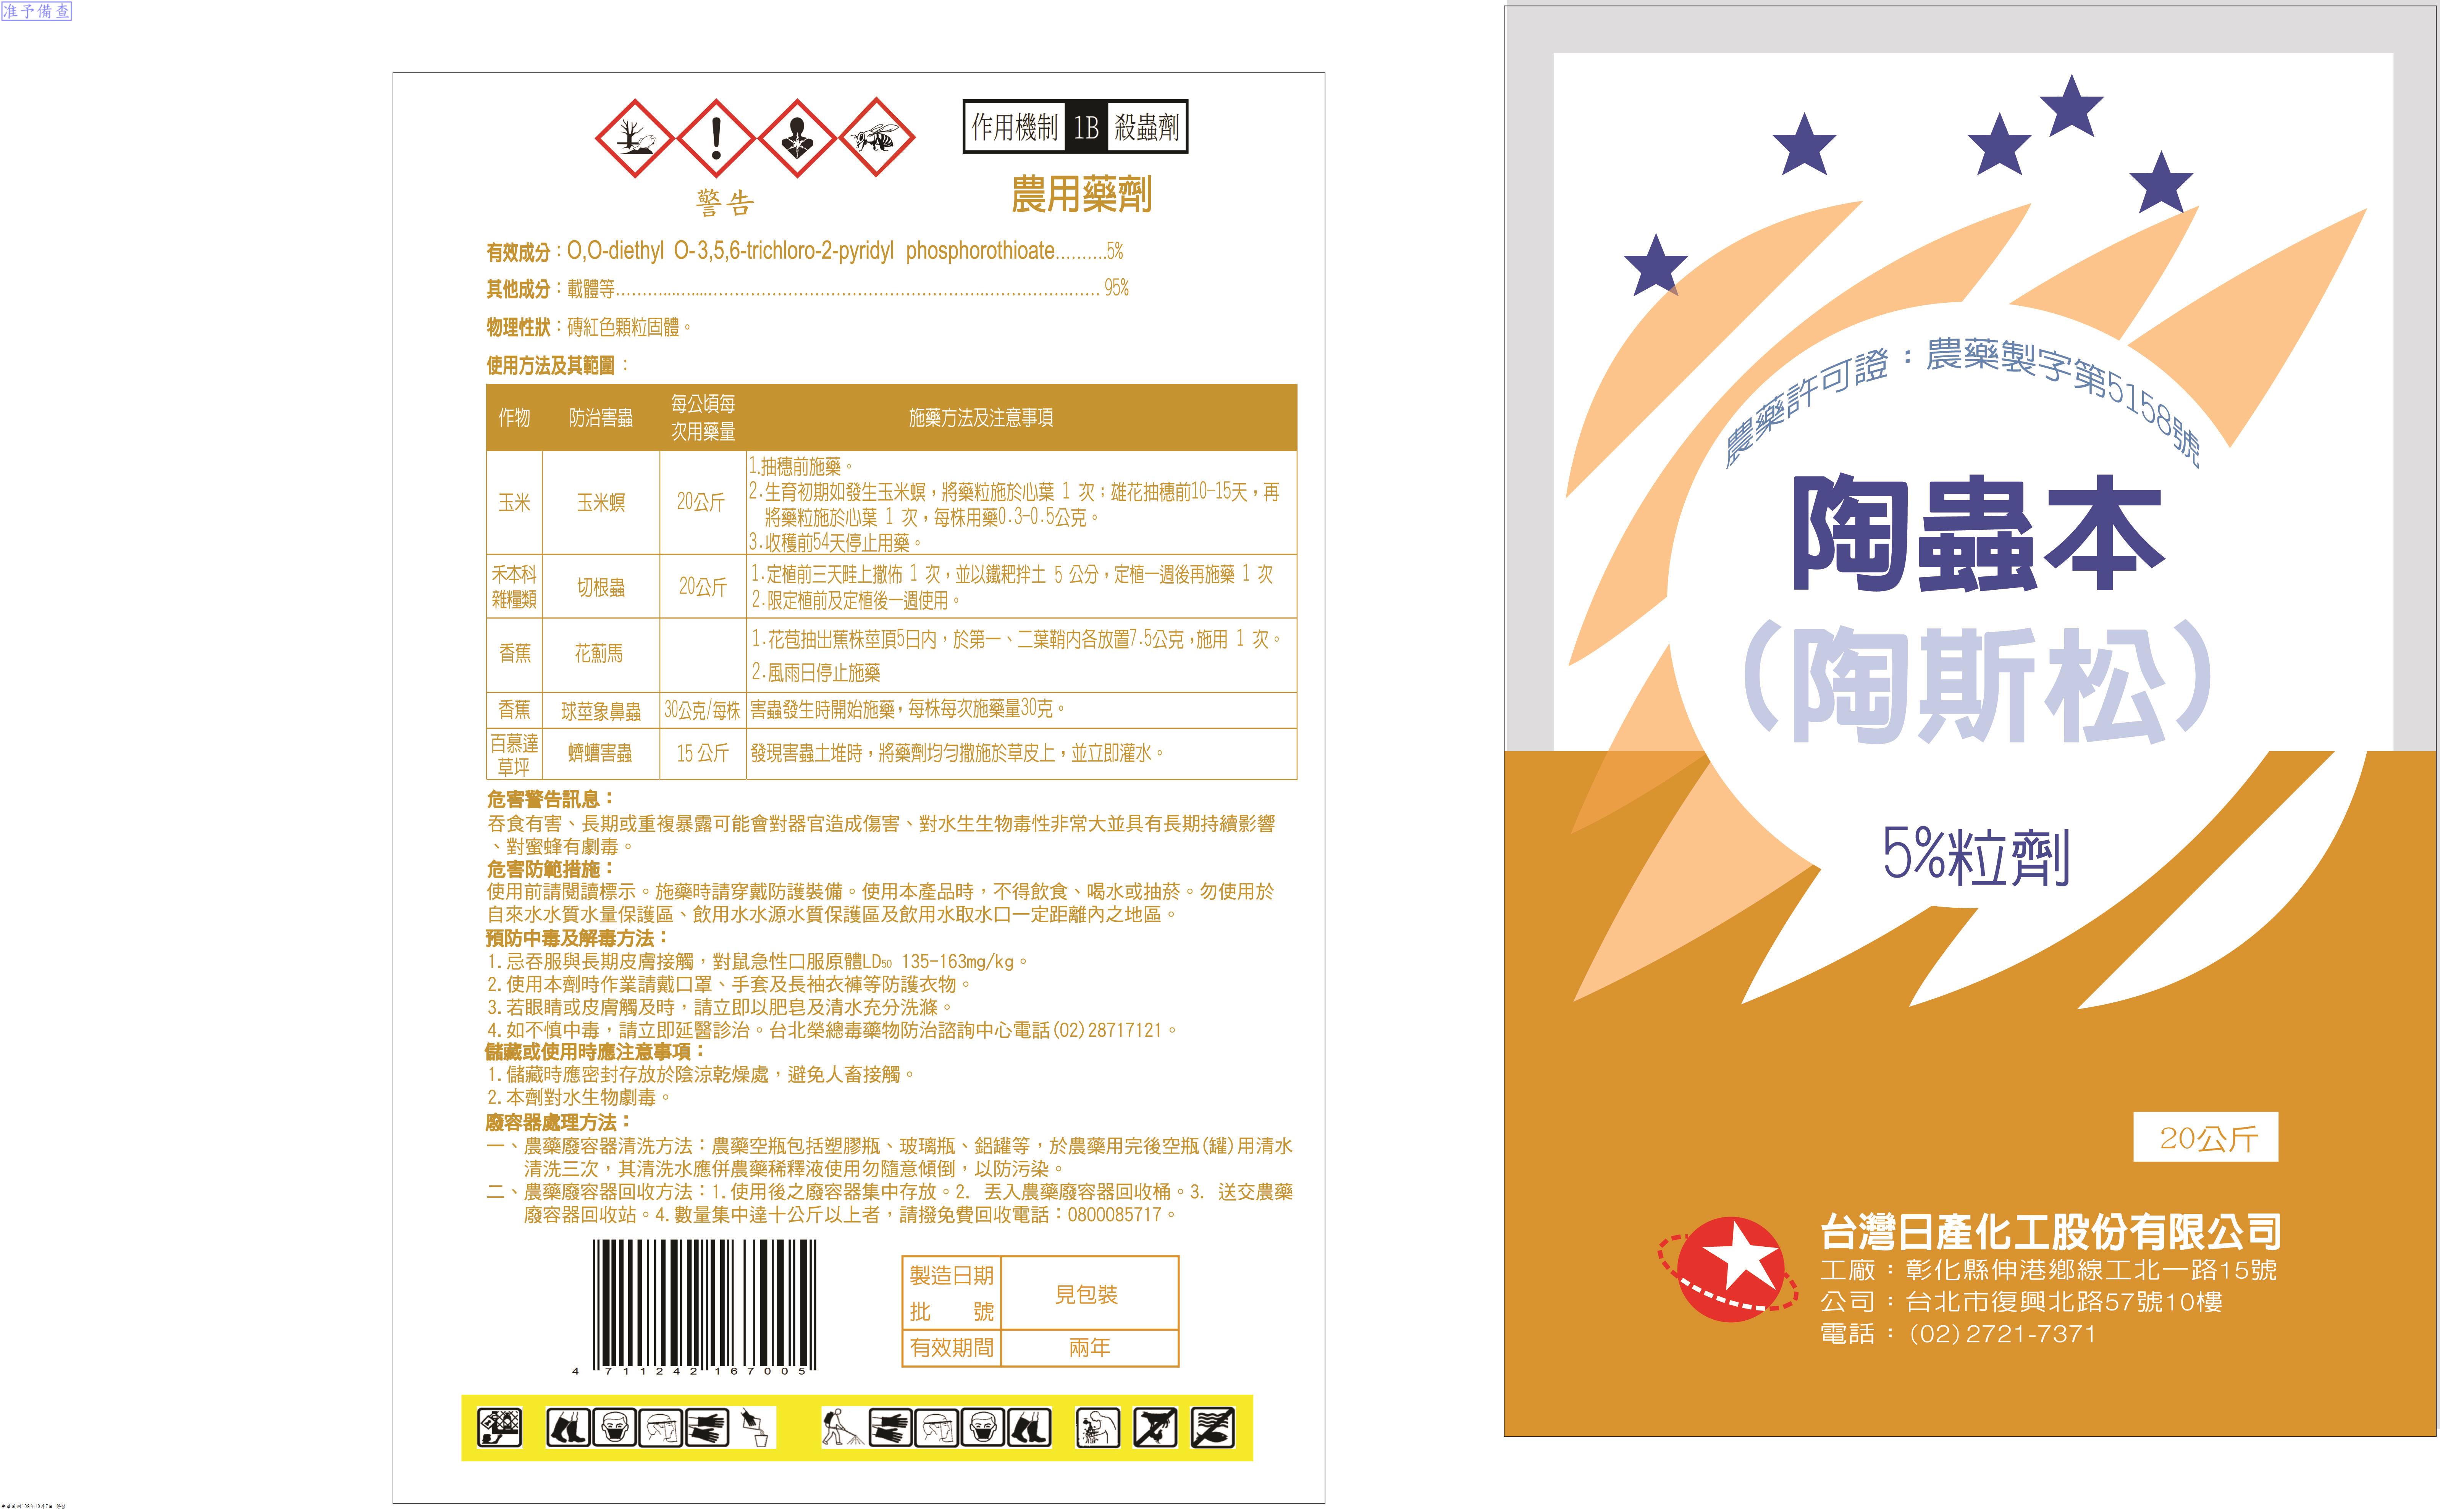 准予備查
作用機制 1B 殺蟲劑
警告
農用藥劑
有效成分：O,O-diethyl O-3,5,6-trichloro-2-pyridyl phosphorothioate..........5%
其他成分：載體等.......................................................... 95%
物理性狀：磚紅色顆粒固體。
使用方法及其範圍：
作物 防治害蟲 每公頃每次用藥量 施藥方法及注意事項
玉米 玉米螟 20公斤
1.抽穗前施藥。
2.生育初期如發生玉米螟，將藥粒施於心葉 1 次；雄花抽穗前10-15天，再
將藥粒施於心葉 1 次，每株用藥0.3-0.5公克。
3.收穫前54天停止用藥。
禾本科雜糧類 切根蟲 20公斤
1.定植前三天畦上撒佈 1 次，並以鐵耙拌土 5 公分，定植一週後再施藥 1 次
2.限定植前及定植後一週使用。
香蕉 花薊馬
1.花苞抽出蕉株莖頂5日內，於第一、二葉鞘內各放置7.5公克，施用 1 次。
2.風雨日停止施藥
香蕉 球莖象鼻蟲 30公克/每株 害蟲發生時開始施藥，每株每次施藥量30克。
百慕達草坪 蠐螬害蟲 15 公斤 發現害蟲土堆時，將藥劑均勻撒施於草皮上，並立即灌水。
危害警告訊息：
吞食有害、長期或重複暴露可能會對器官造成傷害、對水生生物毒性非常大並具有長期持續影響
、對蜜蜂有劇毒。
危害防範措施：
使用前請閱讀標示。施藥時請穿戴防護裝備。使用本產品時，不得飲食、喝水或抽菸。勿使用於
自來水水質水量保護區、飲用水水源水質保護區及飲用水取水口一定距離內之地區。
預防中毒及解毒方法：
1.忌吞服與長期皮膚接觸，對鼠急性口服原體LD50 135-163mg/kg。
2.使用本劑時作業請戴口罩、手套及長袖衣褲等防護衣物。
3.若眼睛或皮膚觸及時，請立即以肥皂及清水充分洗滌。
4.如不慎中毒，請立即延醫診治。台北榮總毒藥物防治諮詢中心電話(02)28717121。
儲藏或使用時應注意事項：
1.儲藏時應密封存放於陰涼乾燥處，避免人畜接觸。
2.本劑對水生物劇毒。
廢容器處理方法：
一、農藥廢容器清洗方法：農藥空瓶包括塑膠瓶、玻璃瓶、鋁罐等，於農藥用完後空瓶(罐)用清水
清洗三次，其清洗水應併農藥稀釋液使用勿隨意傾倒，以防污染。
二、農藥廢容器回收方法：1.使用後之廢容器集中存放。2. 丟入農藥廢容器回收桶。3. 送交農藥
廢容器回收站。4.數量集中達十公斤以上者，請撥免費回收電話：0800085717。
4 711242 167005
製造日期
批 號
見包裝
有效期間 兩年
農藥許可證：農藥製字第5158號
陶蟲本
(陶斯松)
5%粒劑
20公斤
台灣日產化工股份有限公司
工廠：彰化縣伸港鄉線工北一路15號
公司：台北市復興北路57號10樓
電話：(02)2721-7371